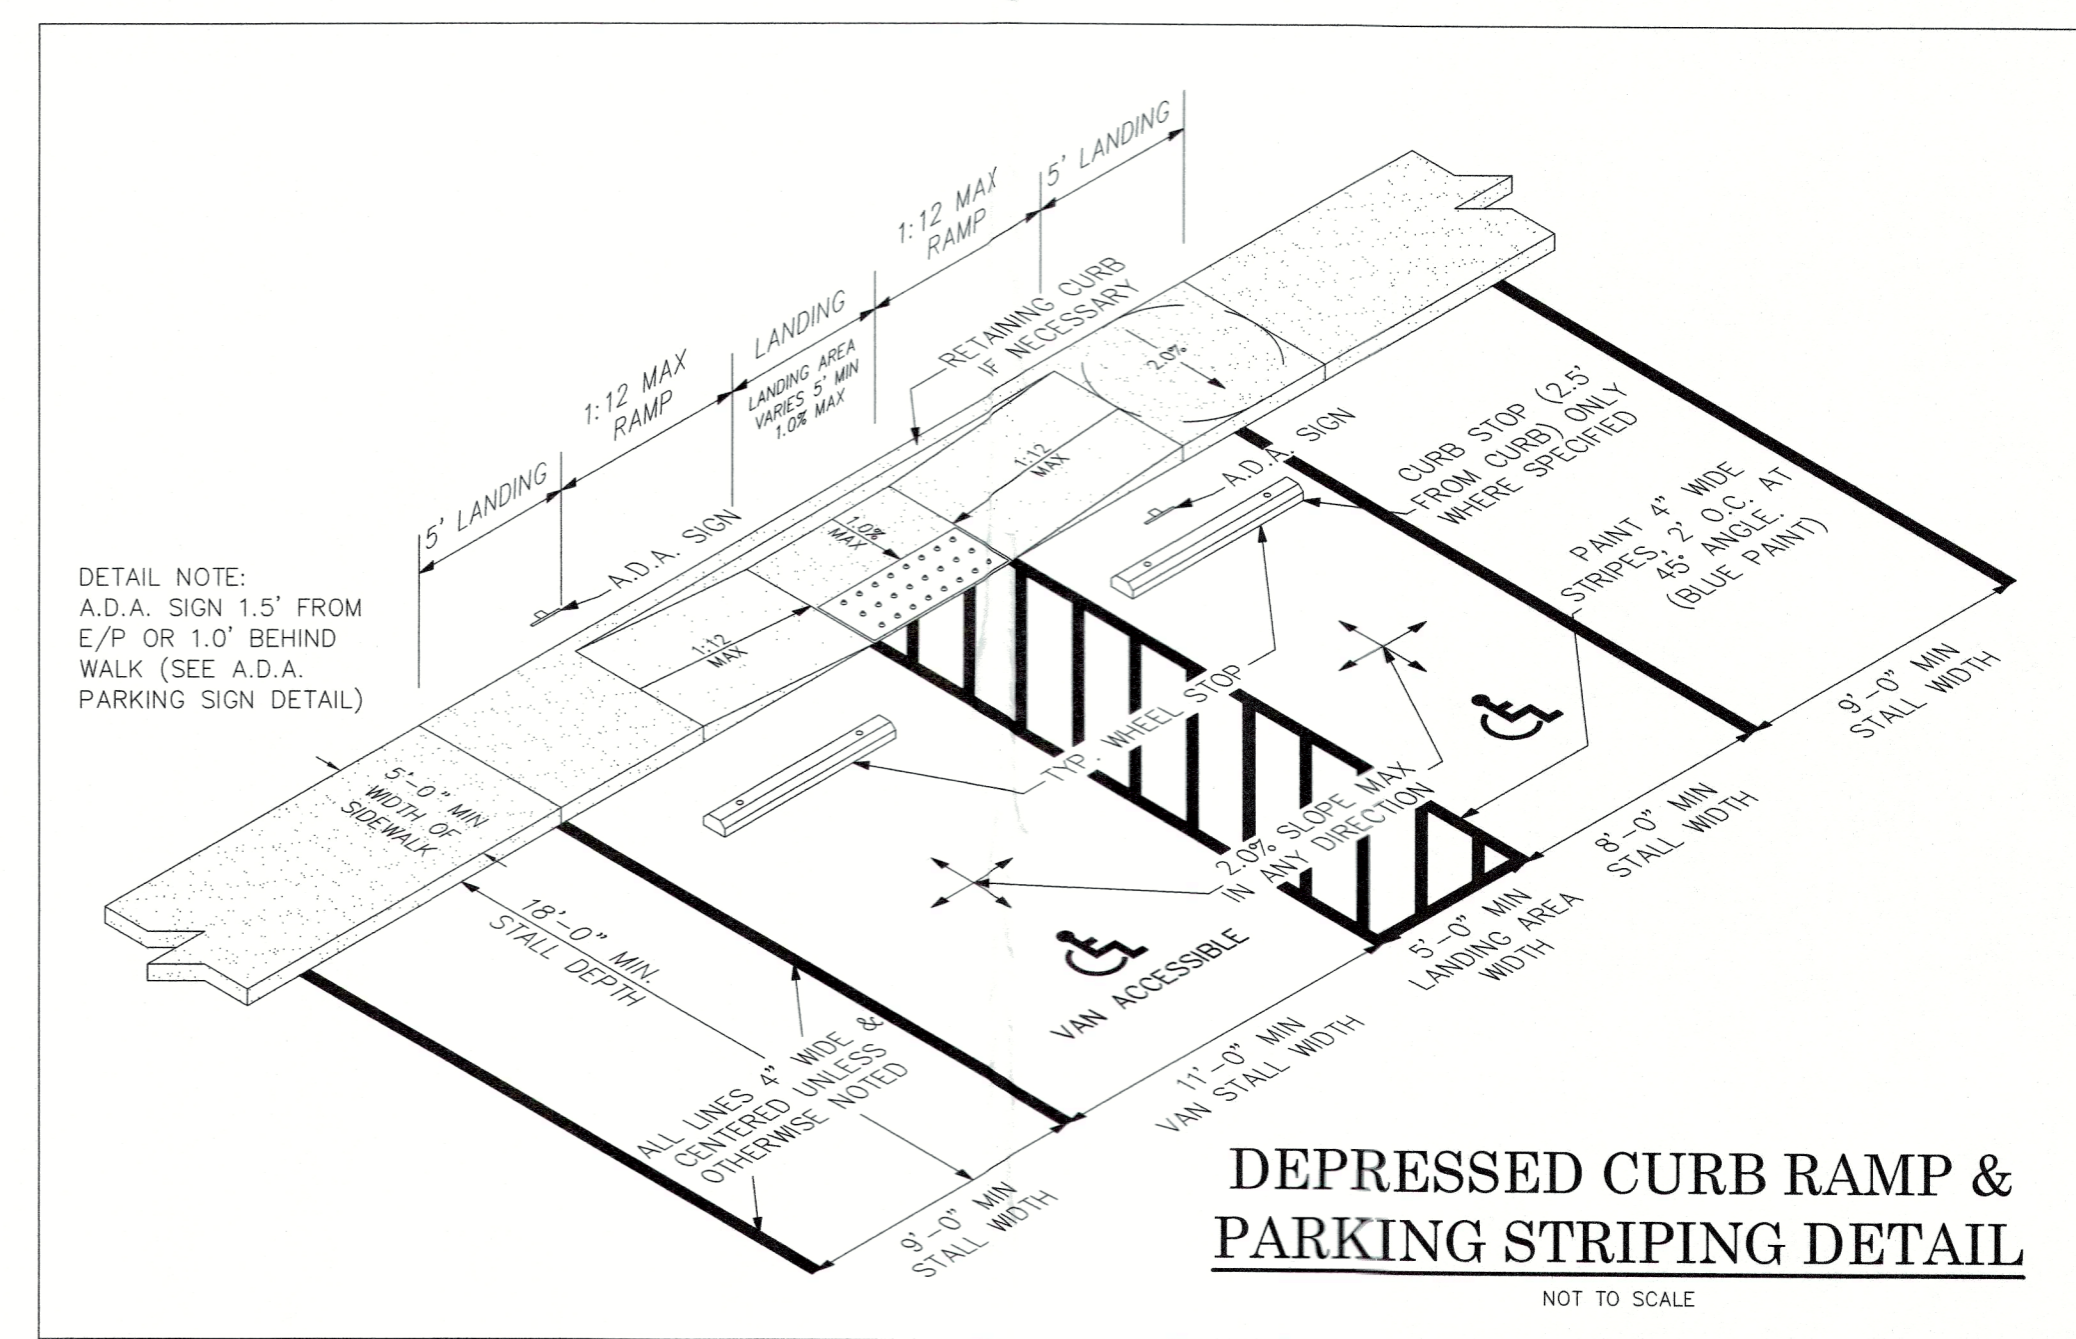 5' LANDING
1:12 MAX
RAMP
LANDING
LANDING AREA
VARIES 5' MIN
1.0% MAX
1:12 MAX
RAMP
5' LANDING
RETAINING CURB
IF NECESSARY
2.0%
A.D.A. SIGN
1:12
MAX
1.0%
MAX
1:12
MAX
A.D.A. SIGN
DETAIL NOTE:
A.D.A. SIGN 1.5' FROM
E/P OR 1.0' BEHIND
WALK (SEE A.D.A.
PARKING SIGN DETAIL)
CURB STOP (2.5'
FROM CURB) ONLY
WHERE SPECIFIED
PAINT 4" WIDE
STRIPES, 2' O.C. AT
45° ANGLE.
(BLUE PAINT)
5'-0" MIN
WIDTH OF
SIDEWALK
TYP. WHEEL STOP
2.0% SLOPE MAX
IN ANY DIRECTION
18'-0" MIN.
STALL DEPTH
VAN ACCESSIBLE
ALL LINES 4" WIDE &
CENTERED UNLESS
OTHERWISE NOTED
9'-0" MIN
STALL WIDTH
11'-0" MIN
VAN STALL WIDTH
5'-0" MIN
LANDING AREA
WIDTH
8'-0" MIN
STALL WIDTH
9'-0" MIN
STALL WIDTH
DEPRESSED CURB RAMP &
PARKING STRIPING DETAIL
NOT TO SCALE